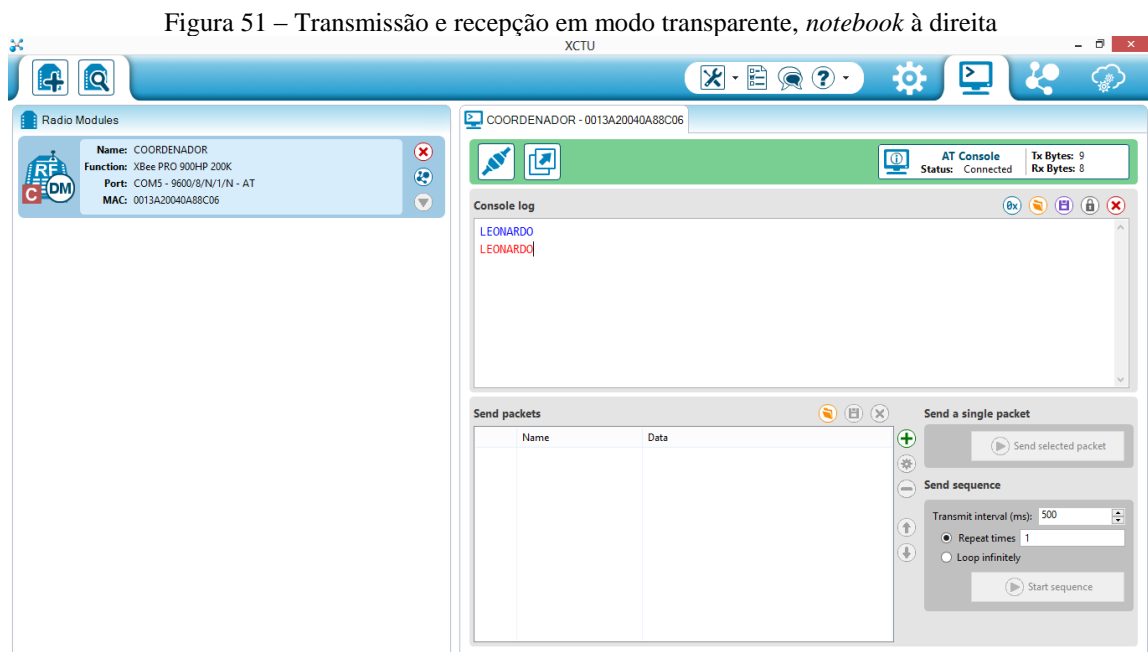 Figura 51 – Transmissão e recepção em modo transparente, notebook à direita
XCTU
Radio Modules
Name: COORDENADOR
Function: XBee PRO 900HP 200K
Port: COM5 - 9600/8/N/1/N - AT
MAC: 0013A20040A88C06
RF
C DM
COORDENADOR - 0013A20040A88C06
AT Console
Status: Connected
Tx Bytes: 9
Rx Bytes: 8
Console log
0x
LEONARDO
LEONARDO
Send packets
Name Data
Send a single packet
Send selected packet
Send sequence
Transmit interval (ms): 500
Repeat times 1
Loop infinitely
Start sequence